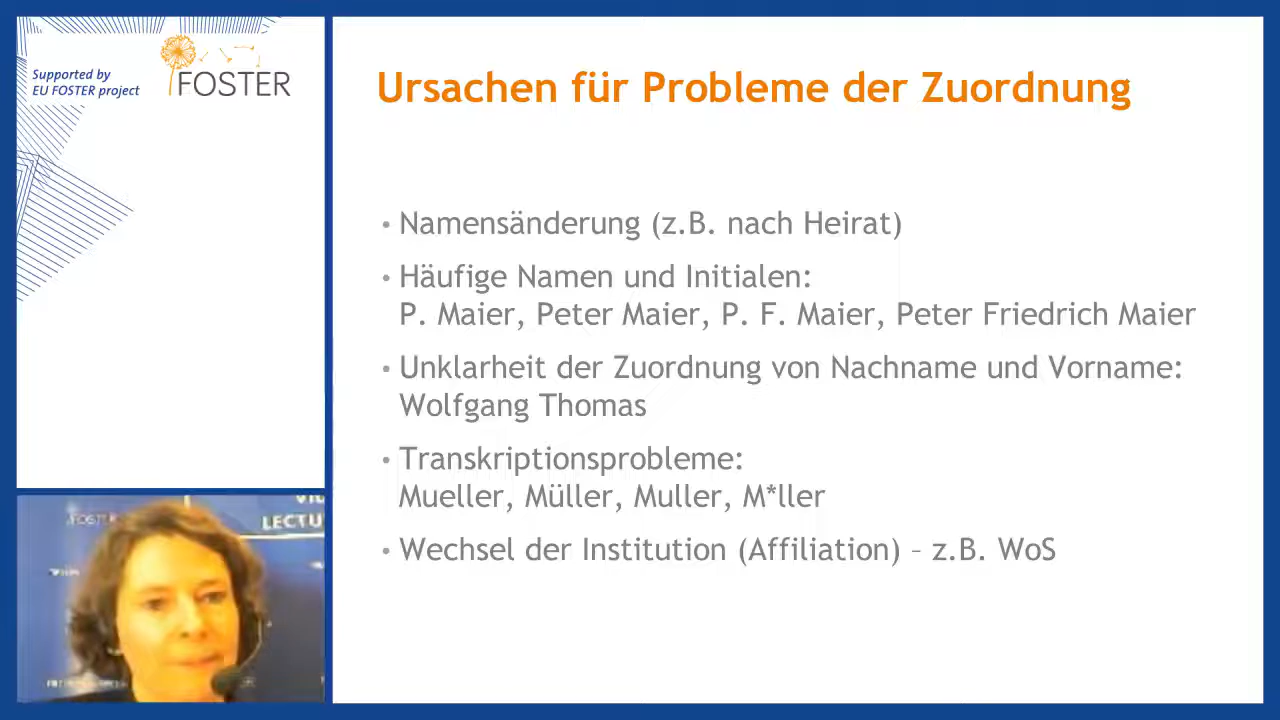 Supported by
EU FOSTER project
FOSTER
Ursachen für Probleme der Zuordnung
• Namensänderung (z.B. nach Heirat)
• Häufige Namen und Initialen:
P. Maier, Peter Maier, P. F. Maier, Peter Friedrich Maier
• Unklarheit der Zuordnung von Nachname und Vorname:
Wolfgang Thomas
• Transkriptionsprobleme:
Mueller, Müller, Muller, M*ller
• Wechsel der Institution (Affiliation) – z.B. WoS
FOSTER
LECTU